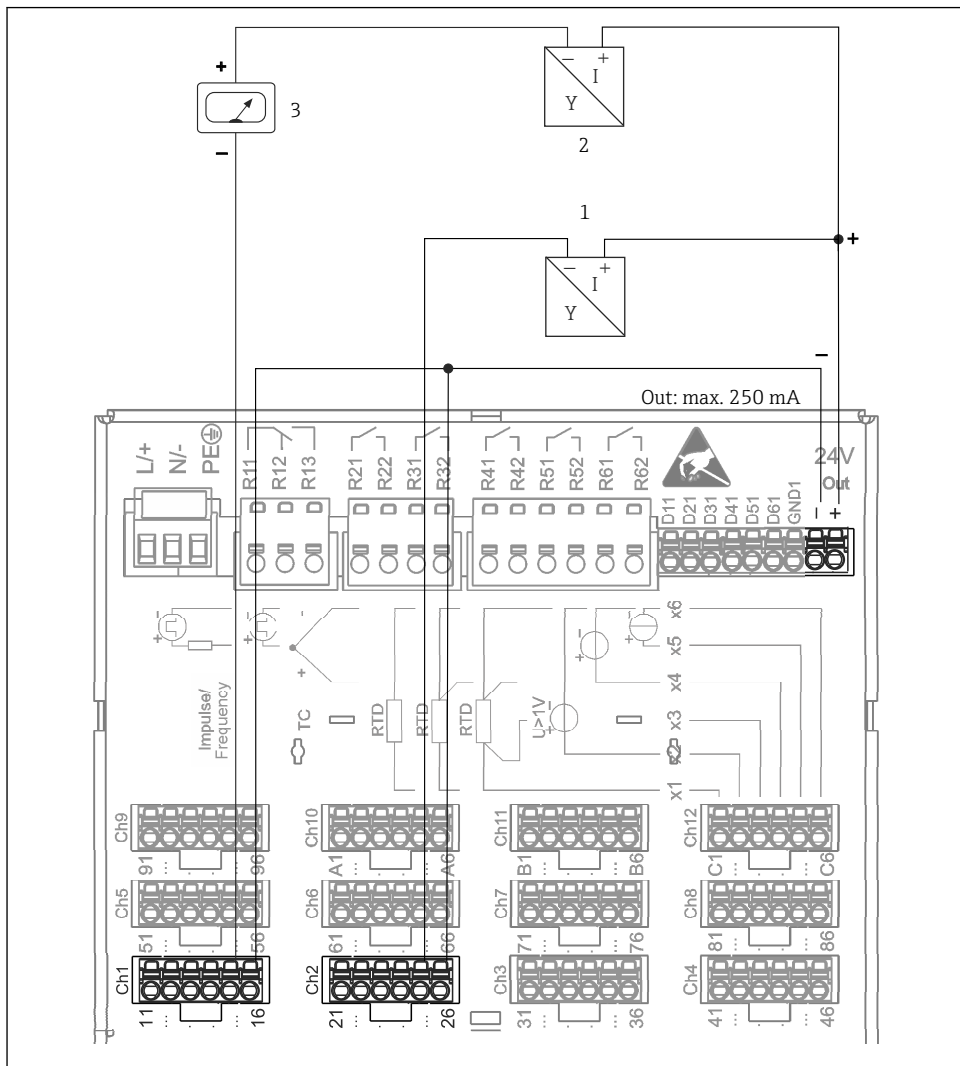 − +
I
Y
2
+
3
−
1
− +
I
Y
+
−
Out: max. 250 mA
L/+ N/- PE R11 R12 R13 R21 R22 R31 R32 R41 R42 R51 R52 R61 R62 24V
Out
D11 D21 D31 D41 D51 D61 GND1 − +
- + - + - + - + - + x6
x5
x4
x3
x2
x1
Impulse/
Frequency
TC
RTD RTD RTD
U>1V
Ch9 Ch10 Ch11 Ch12
91 ... . ... 96 A1 ... . ... A6 B1 ... . ... B6 C1 ... . ... C6
Ch5 Ch6 Ch7 Ch8
51 ... . ... 56 61 ... . ... 66 71 ... . ... 76 81 ... . ... 86
Ch1 Ch2 Ch3 Ch4
11 ... . ... 16 21 ... . ... 26 31 ... . ... 36 41 ... . ... 46